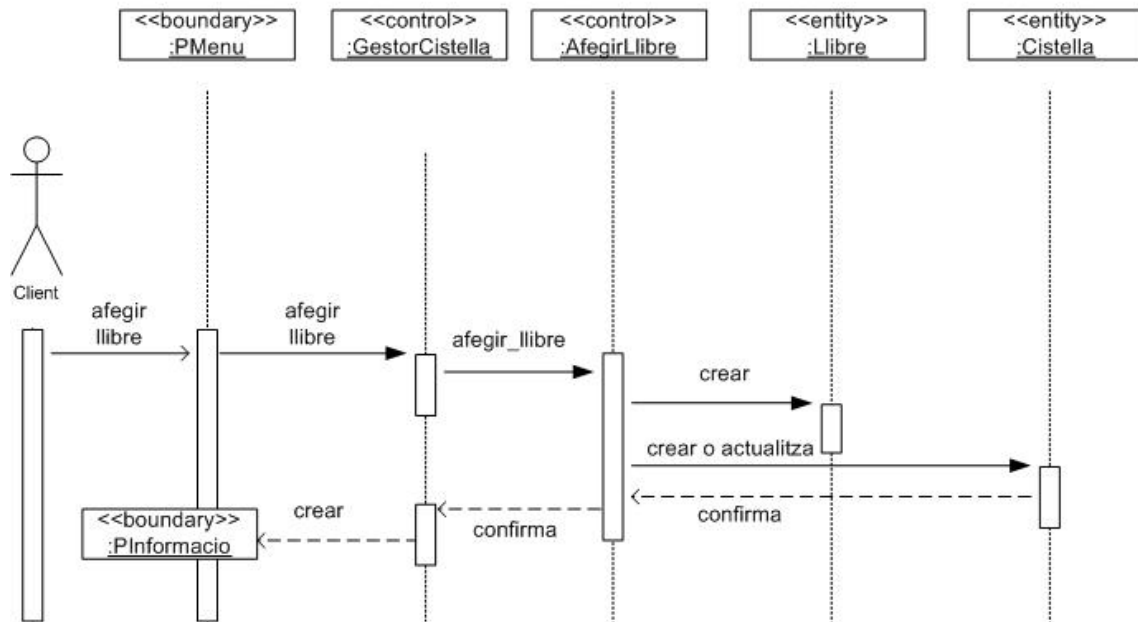 <<boundary>>
:PMenu
<<control>>
:GestorCistella
<<control>>
:AfegirLlibre
<<entity>>
:Llibre
<<entity>>
:Cistella
Client
afegir
llibre
afegir
llibre
afegir_llibre
crear
crear o actualitza
confirma
confirma
crear
<<boundary>>
:PInformacio